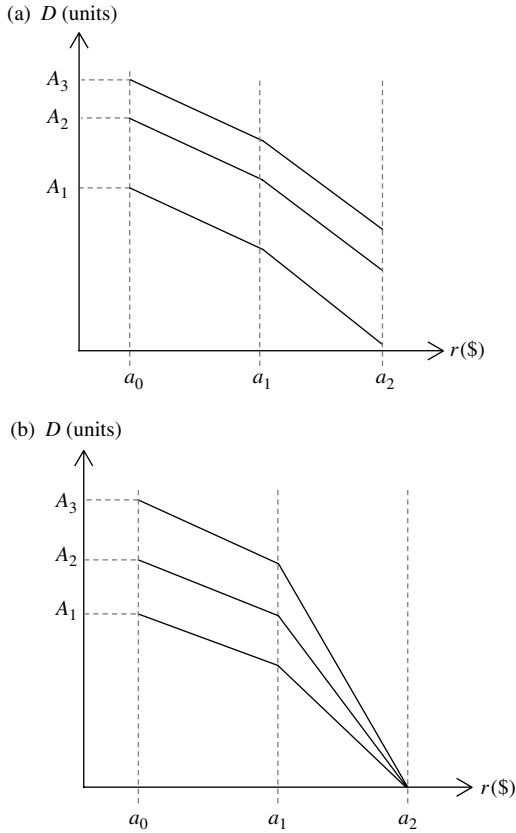 (a) D (units)
A₃
A₂
A₁
r($)
a₀ a₁ a₂
(b) D (units)
A₃
A₂
A₁
r($)
a₀ a₁ a₂